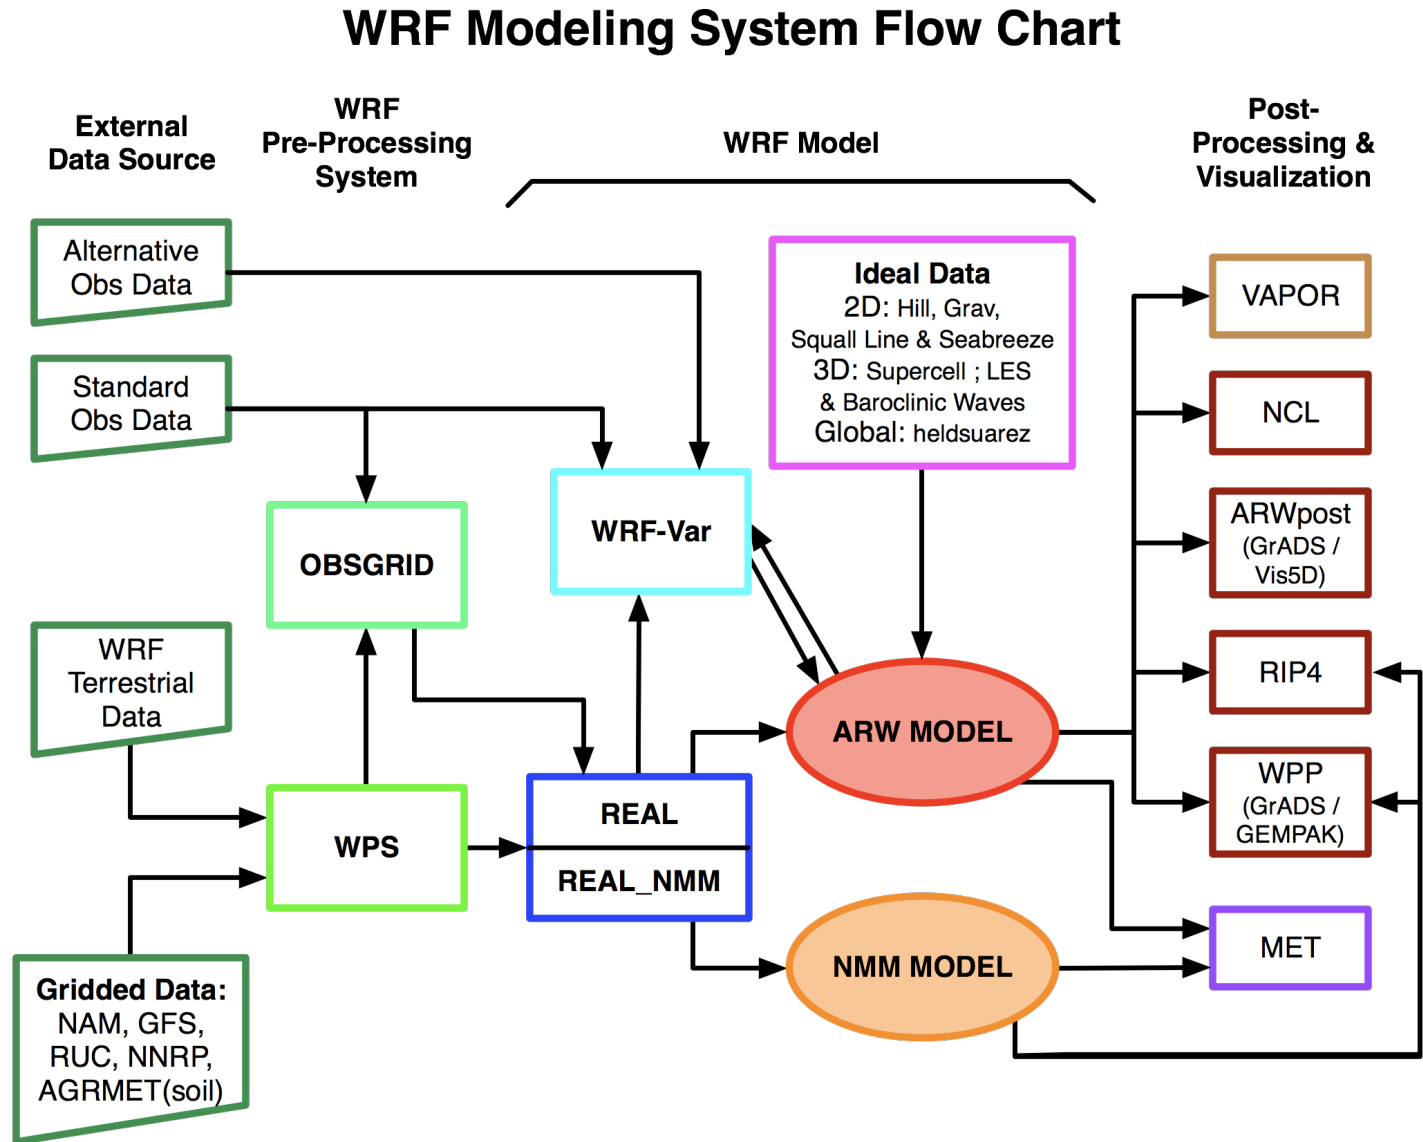 WRF Modeling System Flow Chart
External
Data Source
WRF
Pre-Processing
System
WRF Model
Post-
Processing &
Visualization
Alternative
Obs Data
Standard
Obs Data
WRF
Terrestrial
Data
Gridded Data:
NAM, GFS,
RUC, NNRP,
AGRMET(soil)
OBSGRID
WPS
WRF-Var
REAL
REAL_NMM
Ideal Data
2D: Hill, Grav,
Squall Line & Seabreeze
3D: Supercell ; LES
& Baroclinic Waves
Global: heldsuarez
ARW MODEL
NMM MODEL
VAPOR
NCL
ARWpost
(GrADS /
Vis5D)
RIP4
WPP
(GrADS /
GEMPAK)
MET